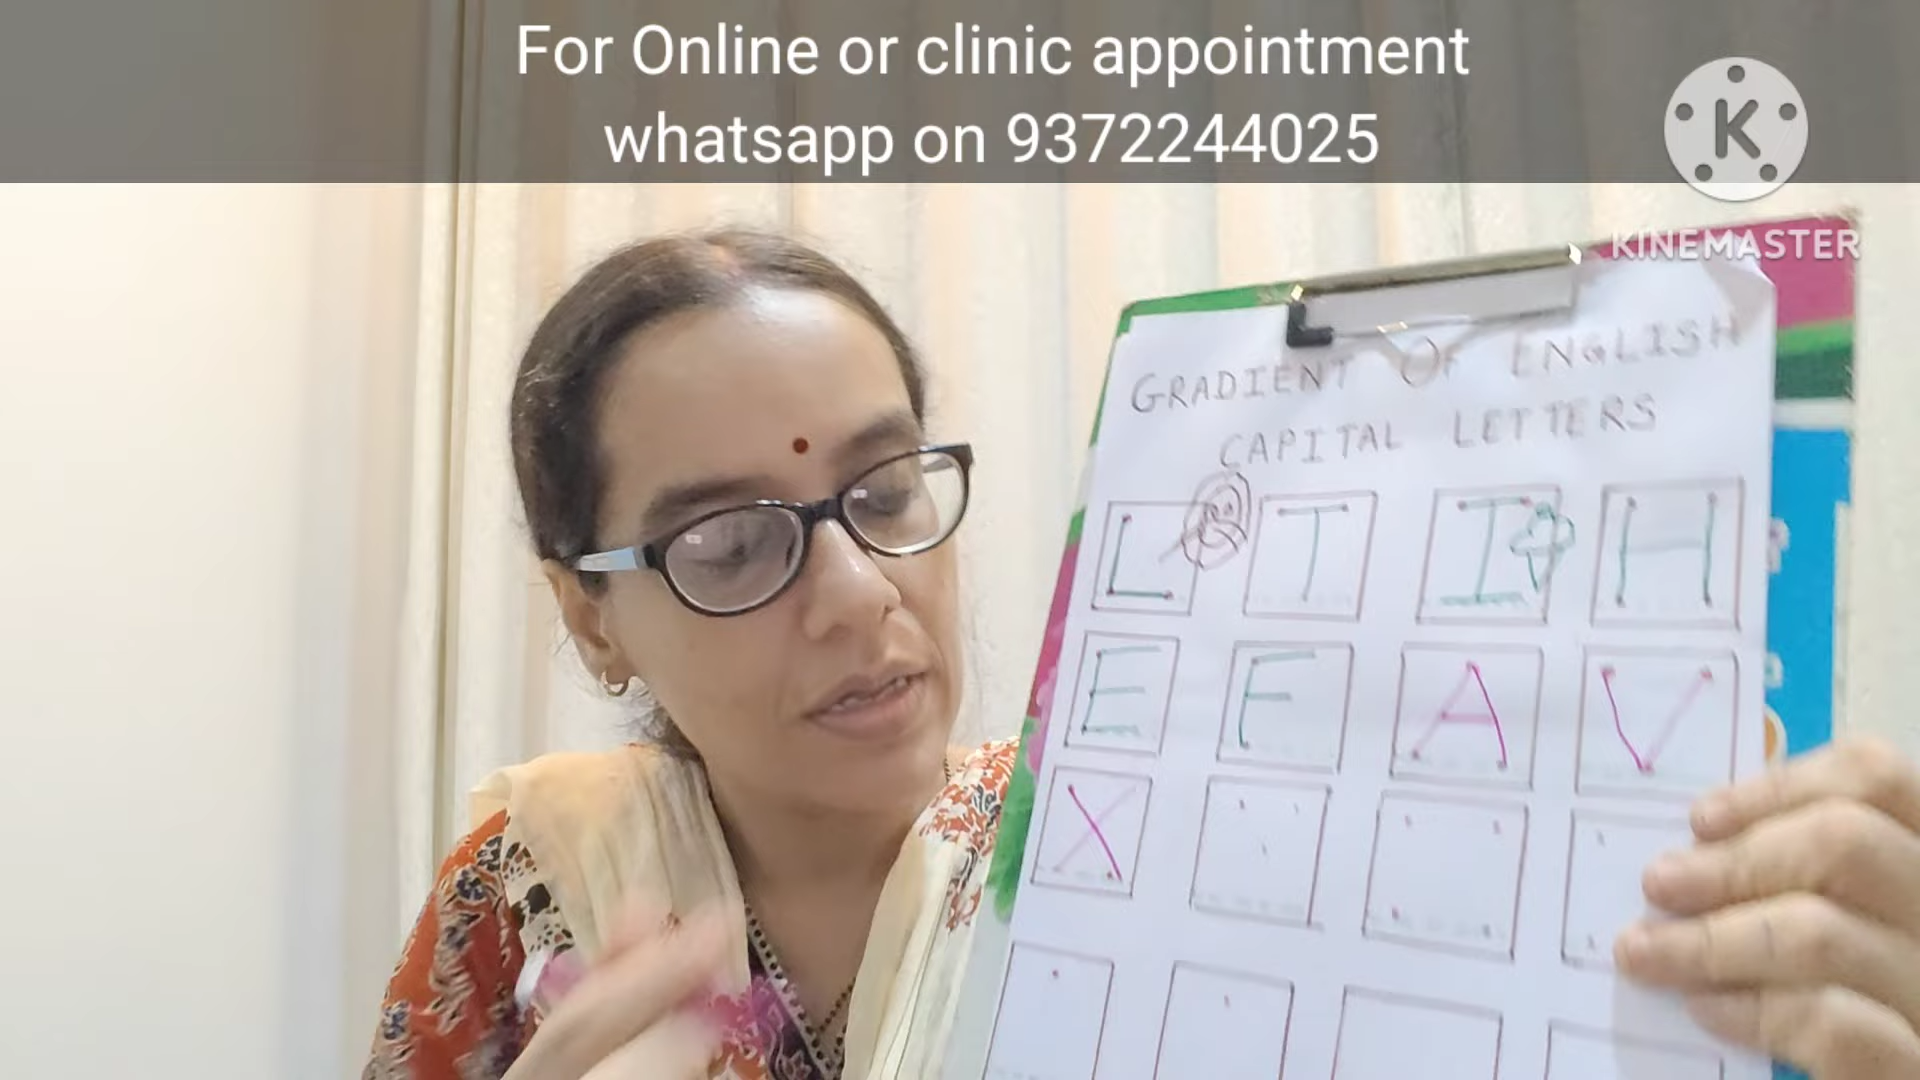 For Online or clinic appointment
whatsapp on 9372244025
K
KINEMASTER
GRADIENT OF ENGLISH
CAPITAL LETTERS
L T I H
E F A V
X